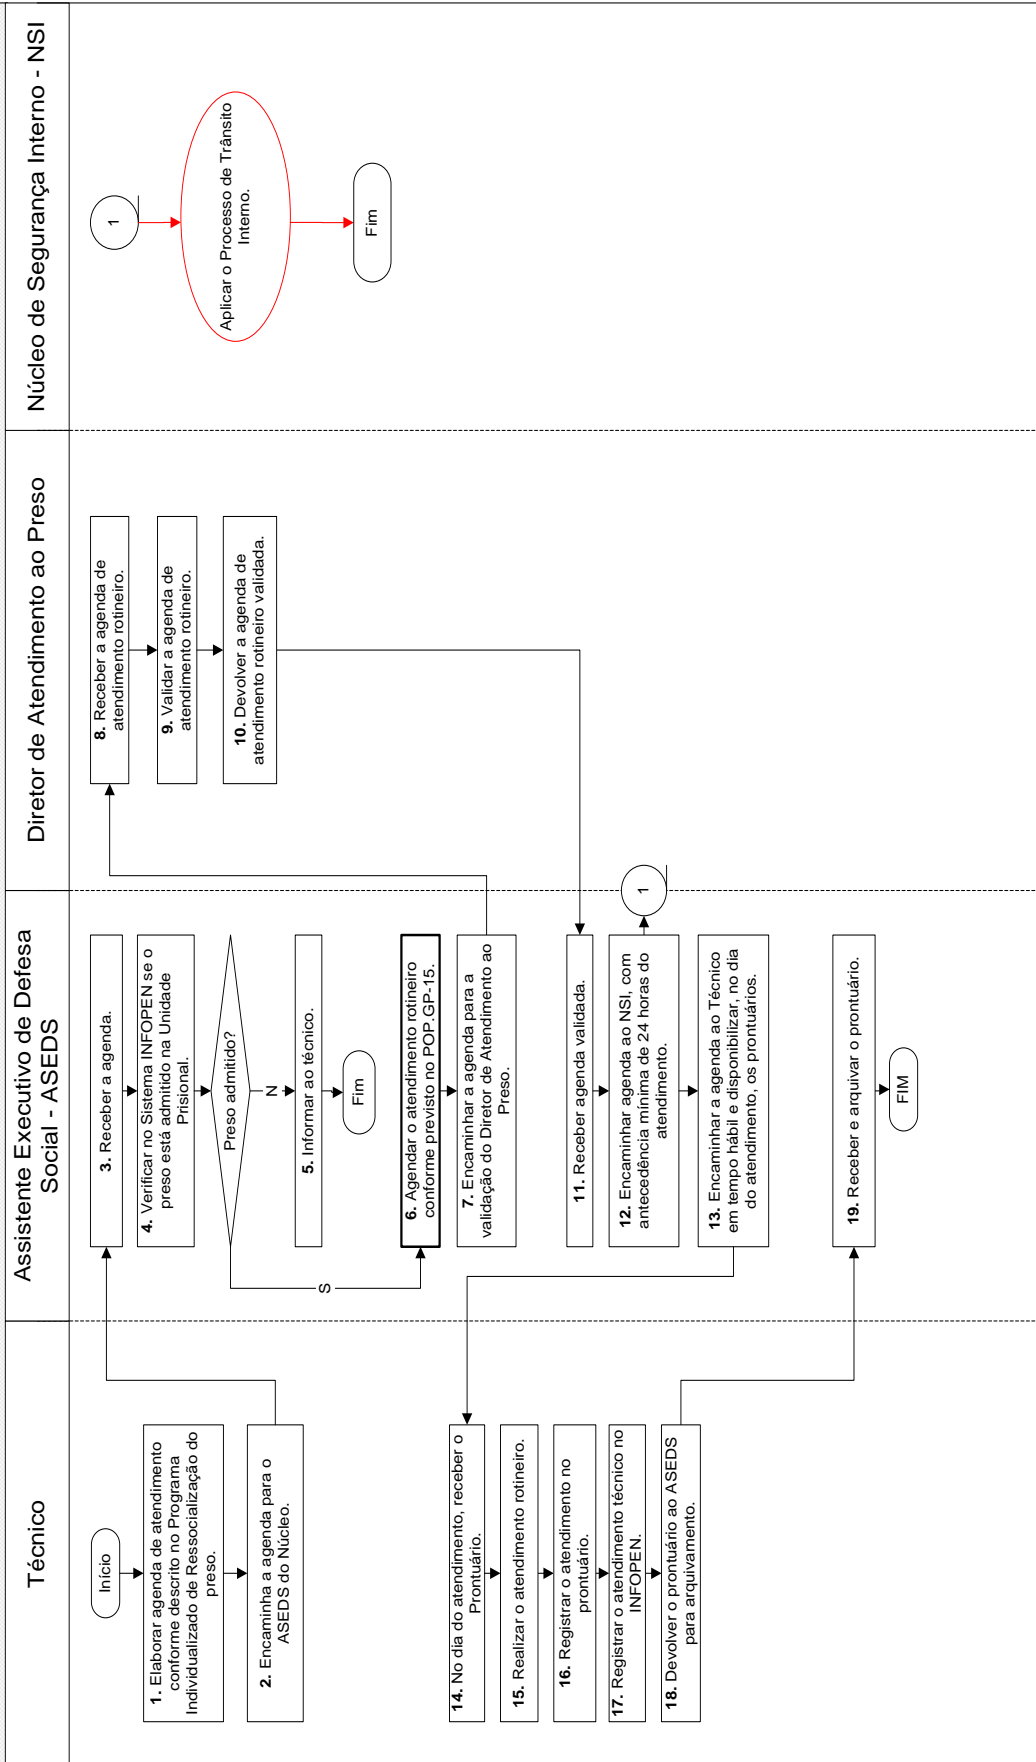 Técnico
Início
1. Elaborar agenda de atendimento
conforme descrito no Programa
Individualizado de Ressocialização do
preso.
2. Encaminha a agenda para o
ASEDS do Núcleo.
14. No dia do atendimento, receber o
Prontuário.
15. Realizar o atendimento rotineiro.
16. Registrar o atendimento no
prontuário.
17. Registrar o atendimento técnico no
INFOPEN.
18. Devolver o prontuário ao ASEDS
para arquivamento.
Assistente Executivo de Defesa
Social - ASEDS
3. Receber a agenda.
4. Verificar no Sistema INFOPEN se o
preso está admitido na Unidade
Prisional.
Preso admitido?
N
S
5. Informar ao técnico.
Fim
6. Agendar o atendimento rotineiro
conforme previsto no POP.GP-15.
7. Encaminhar a agenda para a
validação do Diretor de Atendimento ao
Preso.
11. Receber agenda validada.
12. Encaminhar agenda ao NSI, com
antecedência mínima de 24 horas do
atendimento.
1
13. Encaminhar a agenda ao Técnico
em tempo hábil e disponibilizar, no dia
do atendimento, os prontuários.
19. Receber e arquivar o prontuário.
FIM
Diretor de Atendimento ao Preso
8. Receber a agenda de
atendimento rotineiro.
9. Validar a agenda de
atendimento rotineiro.
10. Devolver a agenda de
atendimento rotineiro validada.
Núcleo de Segurança Interno - NSI
1
Aplicar o Processo de Trânsito
Interno.
Fim